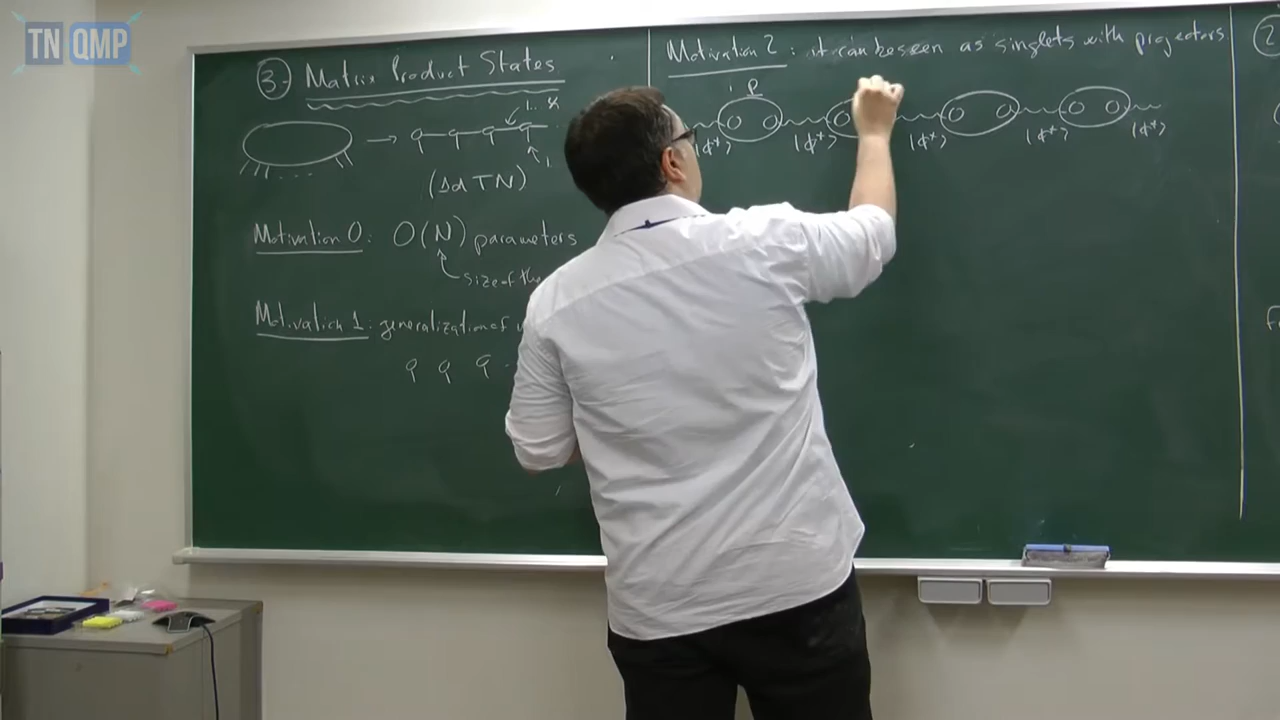 TN QMP
3.- Matrix Product States
1.. χ
(1d TN)
Motivation 0: O(N) parameters
size of the
Motivation 1: generalization of
Motivation 2: it can be seen as singlets with projectors
P
|ϕ⁺> |ϕ⁺> |ϕ⁺> |ϕ⁺> |ϕ⁺>
2